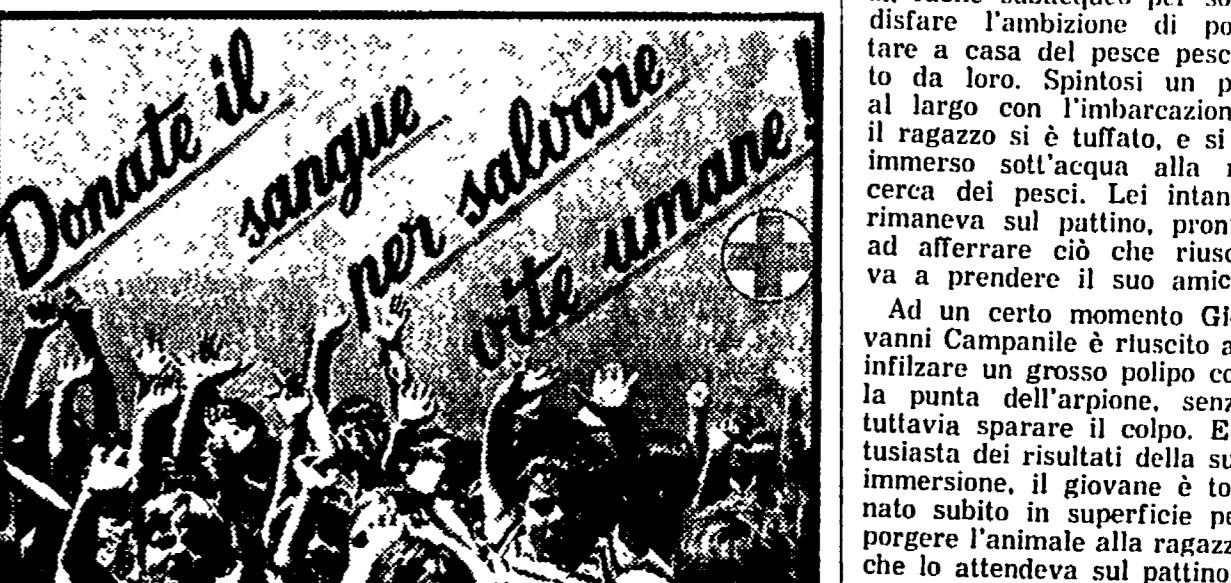 Donate il
sangue
per salvare
vite umane!
disfare l'ambizione di po
tare a casa del pesce pesc
to da loro. Spintosi un p
al largo con l'imbarcazion
il ragazzo si è tuffato, e si
immerso sott'acqua alla r
cerca dei pesci. Lei intan
rimaneva sul pattino, pron
ad afferrare ciò che riusc
va a prendere il suo amic
Ad un certo momento Gi
vanni Campanile è riuscito a
infilzare un grosso polipo co
la punta dell'arpione, senz
tuttavia sparare il colpo. E
tusiasta dei risultati della su
immersione, il giovane è to
nato subito in superficie pe
porgere l'animale alla ragazz
che lo attendeva sul pattino